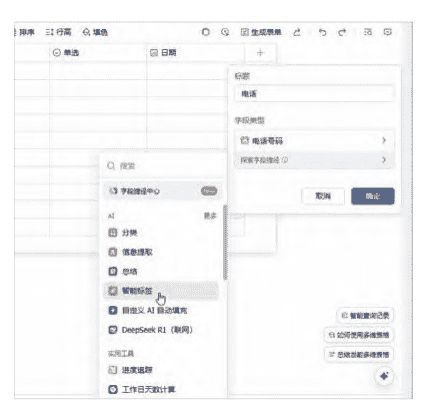 排序 行高 填色 生成表单
单选 日期 +
标题
电话
字段类型
电话号码
探索字段捷径
取消 确定
搜索
字段捷径中心
AI 更多
分类
信息提取
总结
智能标签
自定义 AI 自动填充
DeepSeek R1（联网）
实用工具
进度追踪
工作日天数计算
智能查询记录
如何使用多维表格
总结当前多维表格